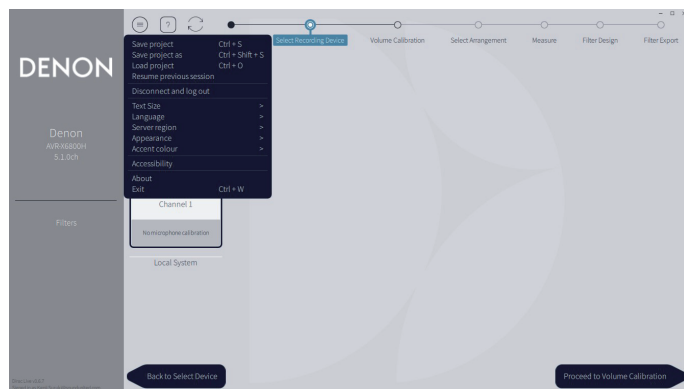 ?
Select Recording Device
Volume Calibration
Select Arrangement
Measure
Filter Design
Filter Export
DENON
Denon
AVR-X6800H
5.1.0ch
Filters
Save project Ctrl + S
Save project as Ctrl + Shift + S
Load project Ctrl + O
Resume previous session
Disconnect and log out
Text Size >
Language >
Server region >
Appearance >
Accent colour >
Accessibility
About
Exit Ctrl + W
Channel 1
No microphone calibration
Local System
Back to Select Device
Proceed to Volume Calibration